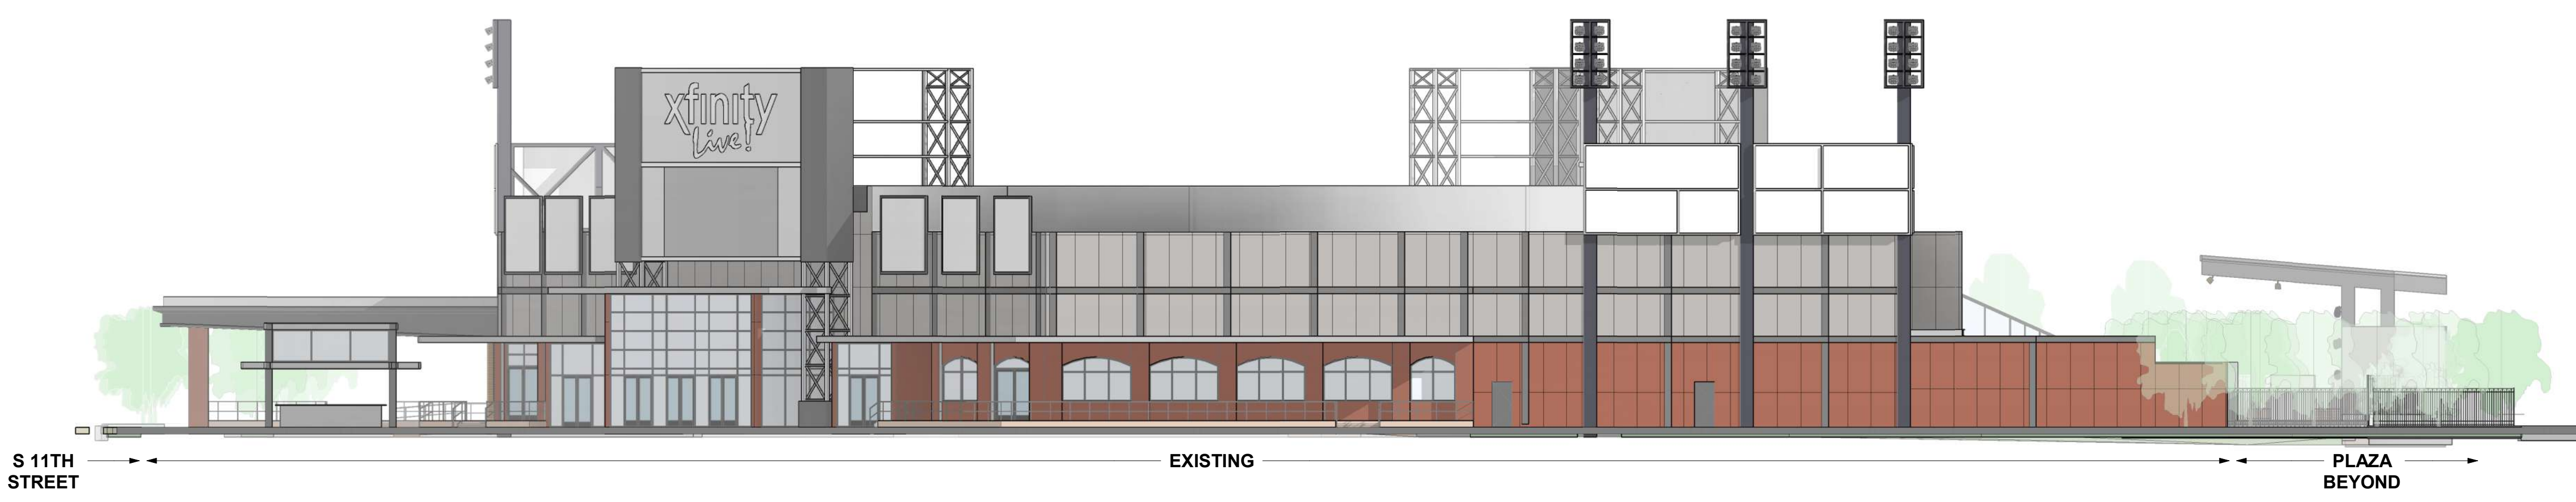 xfinity
Live!
S 11TH
STREET
EXISTING
PLAZA
BEYOND